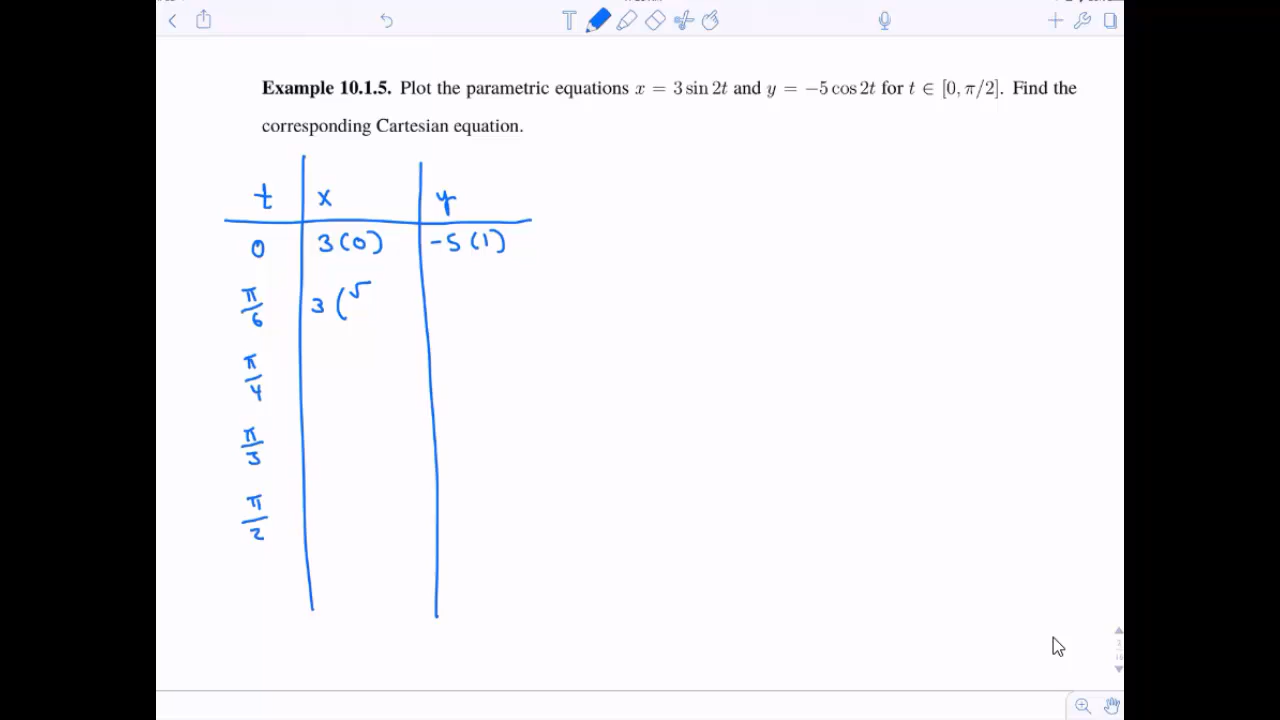 Example 10.1.5. Plot the parametric equations x = 3 sin 2t and y = −5 cos 2t for t ∈ [0, π/2]. Find the
corresponding Cartesian equation.
t x y
0 3(0) -5(1)
π/6 3(√
π/4
π/3
π/2